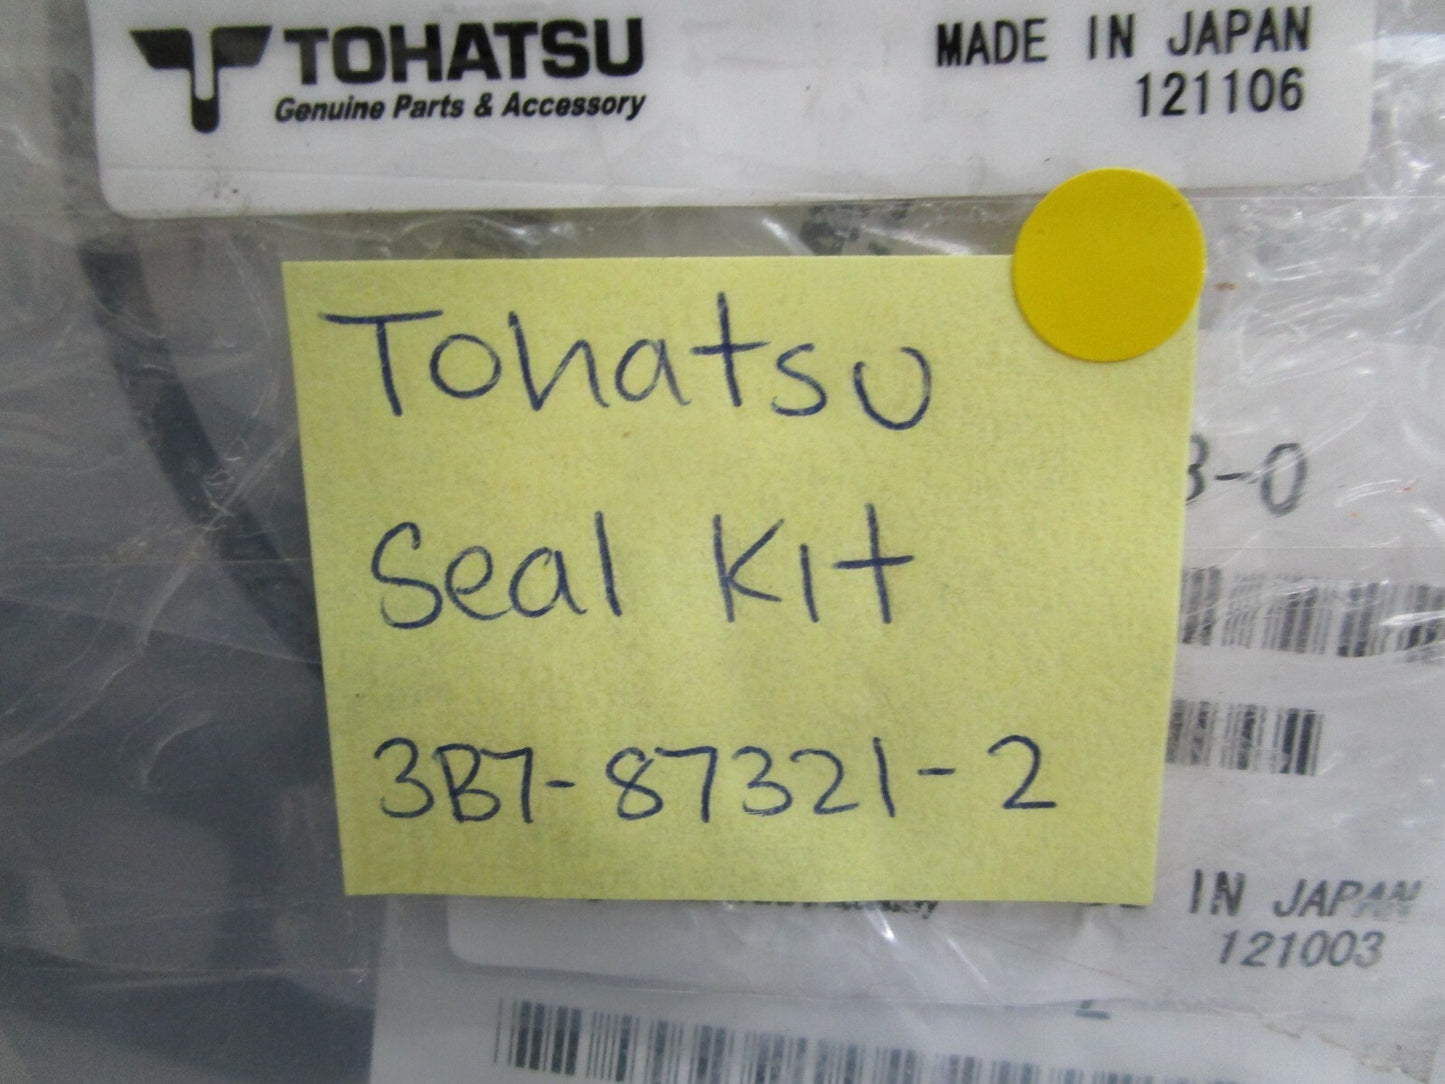 TOHATSU
Genuine Parts & Accessory
MADE IN JAPAN
121106
Tohatsu
Seal Kit
3B7-87321-2
-0
IN JAPAN
121003